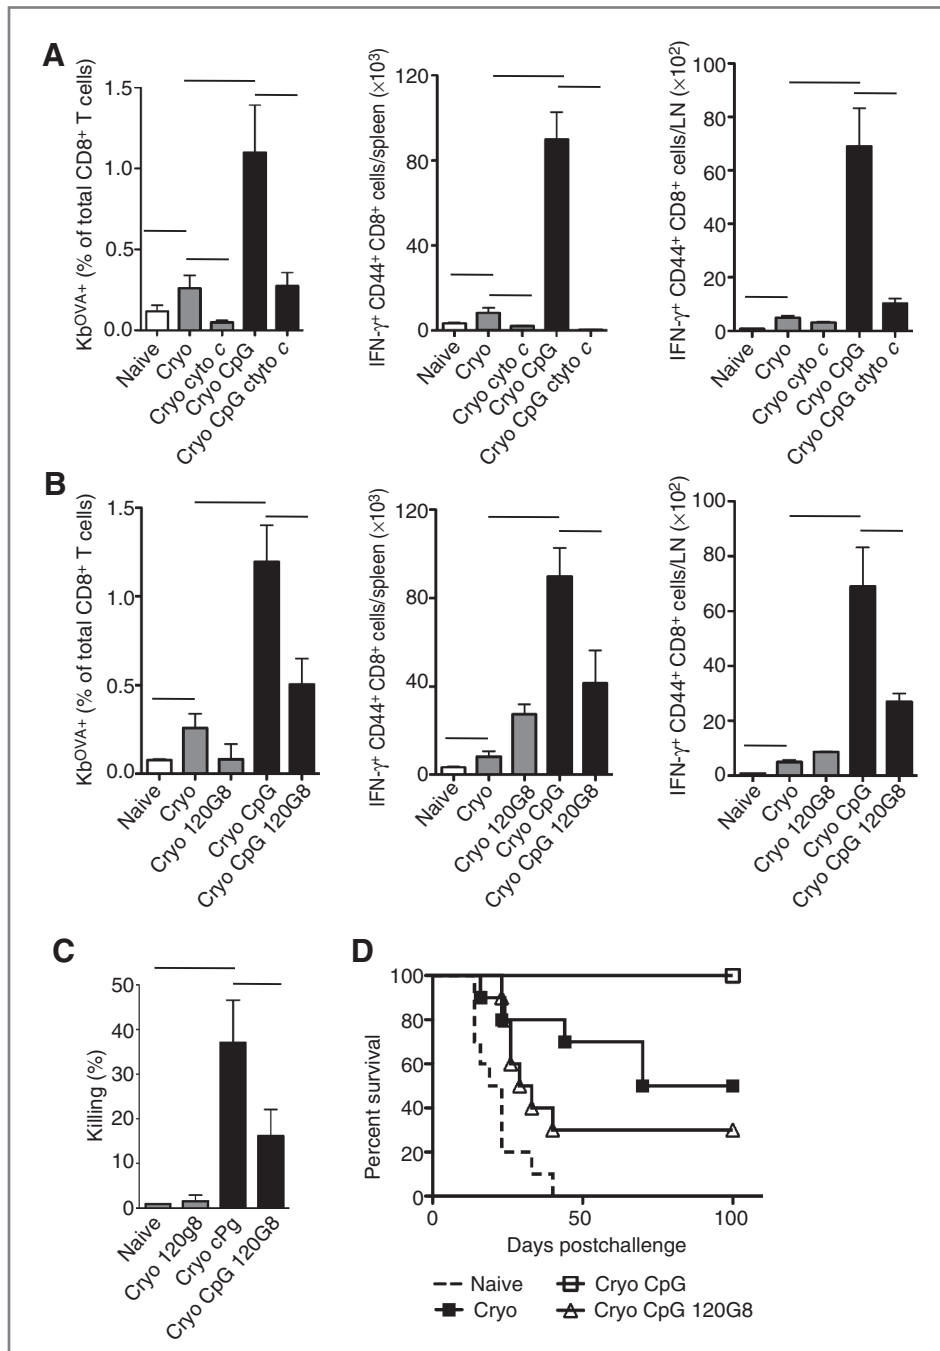 A
Kb^OVA+ (% of total CD8+ T cells)
1.5
1.0
0.5
0.0
Naive
Cryo
Cryo cyto c
Cryo CpG
Cryo CpG ctyto c
IFN-γ+ CD44+ CD8+ cells/spleen (×10³)
120
80
40
0
Naive
Cryo
Cryo cyto c
Cryo CpG
Cryo CpG ctyto c
IFN-γ+ CD44+ CD8+ cells/LN (×10²)
100
80
60
40
20
0
Naive
Cryo
Cryo cyto c
Cryo CpG
Cryo CpG ctyto c
B
Kb^OVA+ (% of total CD8+ T cells)
1.5
1.0
0.5
0.0
Naive
Cryo
Cryo 120G8
Cryo CpG
Cryo CpG 120G8
IFN-γ+ CD44+ CD8+ cells/spleen (×10³)
120
80
40
0
Naive
Cryo
Cryo 120G8
Cryo CpG
Cryo CpG 120G8
IFN-γ+ CD44+ CD8+ cells/LN (×10²)
100
80
60
40
20
0
Naive
Cryo
Cryo 120G8
Cryo CpG
Cryo CpG 120G8
C
Killing (%)
50
40
30
20
10
0
Naive
Cryo 120g8
Cryo cPg
Cryo CpG 120G8
D
Percent survival
100
80
60
40
20
0
0
50
100
Days postchallenge
Naive
Cryo CpG
Cryo
Cryo CpG 120G8